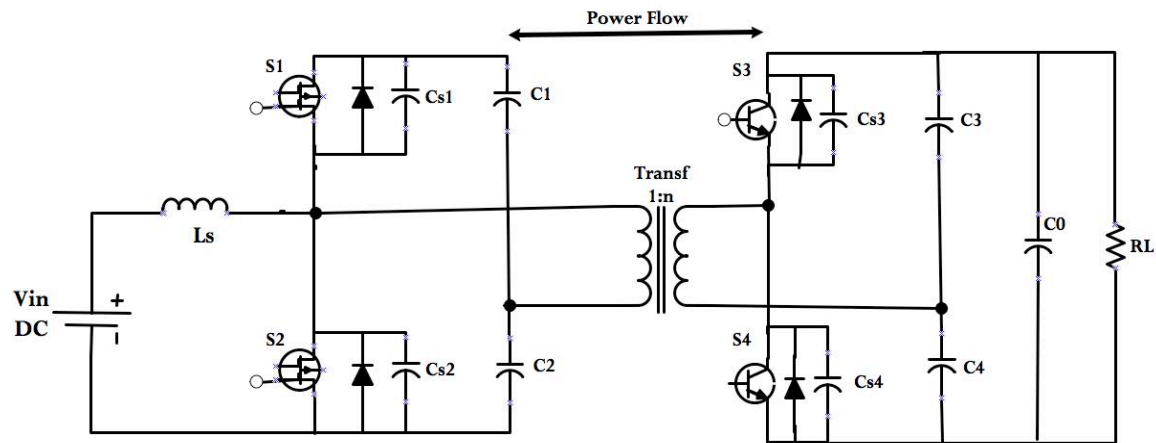 Power Flow
S1
Cs1
C1
S3
Cs3
C3
Transf
1:n
Ls
C0
RL
Vin
DC
+
-
S2
Cs2
C2
S4
Cs4
C4